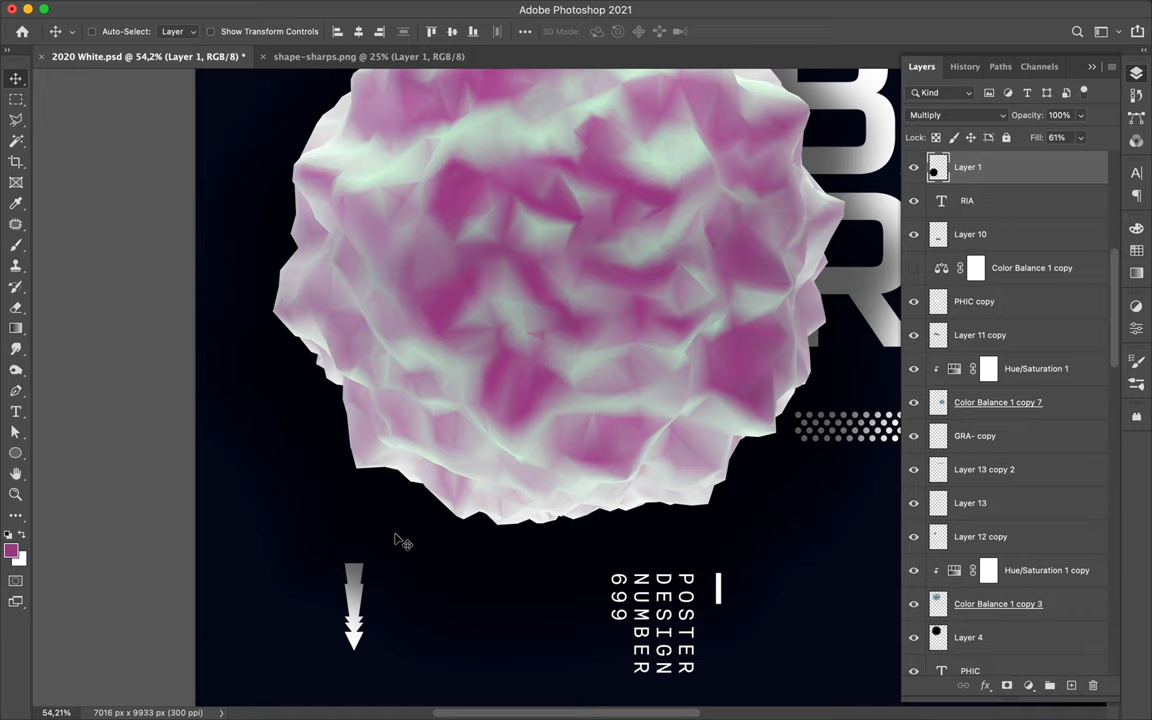 Adobe Photoshop 2021
Auto-Select:
Layer
Show Transform Controls
3D Mode:
2020 White.psd @ 54,2% (Layer 1, RGB/8) *
shape-sharps.png @ 25% (Layer 1, RGB/8)
Layers
History
Paths
Channels
Kind
Multiply
Opacity: 100%
Lock:
Fill: 61%
Layer 1
RIA
Layer 10
Color Balance 1 copy
PHIC copy
Layer 11 copy
Hue/Saturation 1
Color Balance 1 copy 7
GRA- copy
Layer 13 copy 2
Layer 13
Layer 12 copy
Hue/Saturation 1 copy
Color Balance 1 copy 3
Layer 4
PHIC
B
R
POSTER
DESIGN
NUMBER
699
54,21%
7016 px x 9933 px (300 ppi)